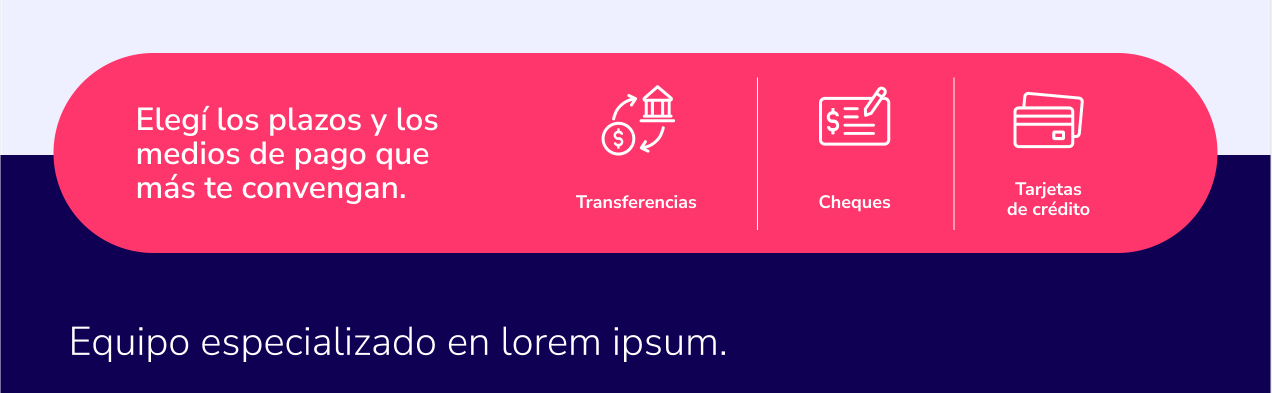 Elegí los plazos y los
medios de pago que
más te convengan.
Transferencias
Cheques
Tarjetas
de crédito
Equipo especializado en lorem ipsum.